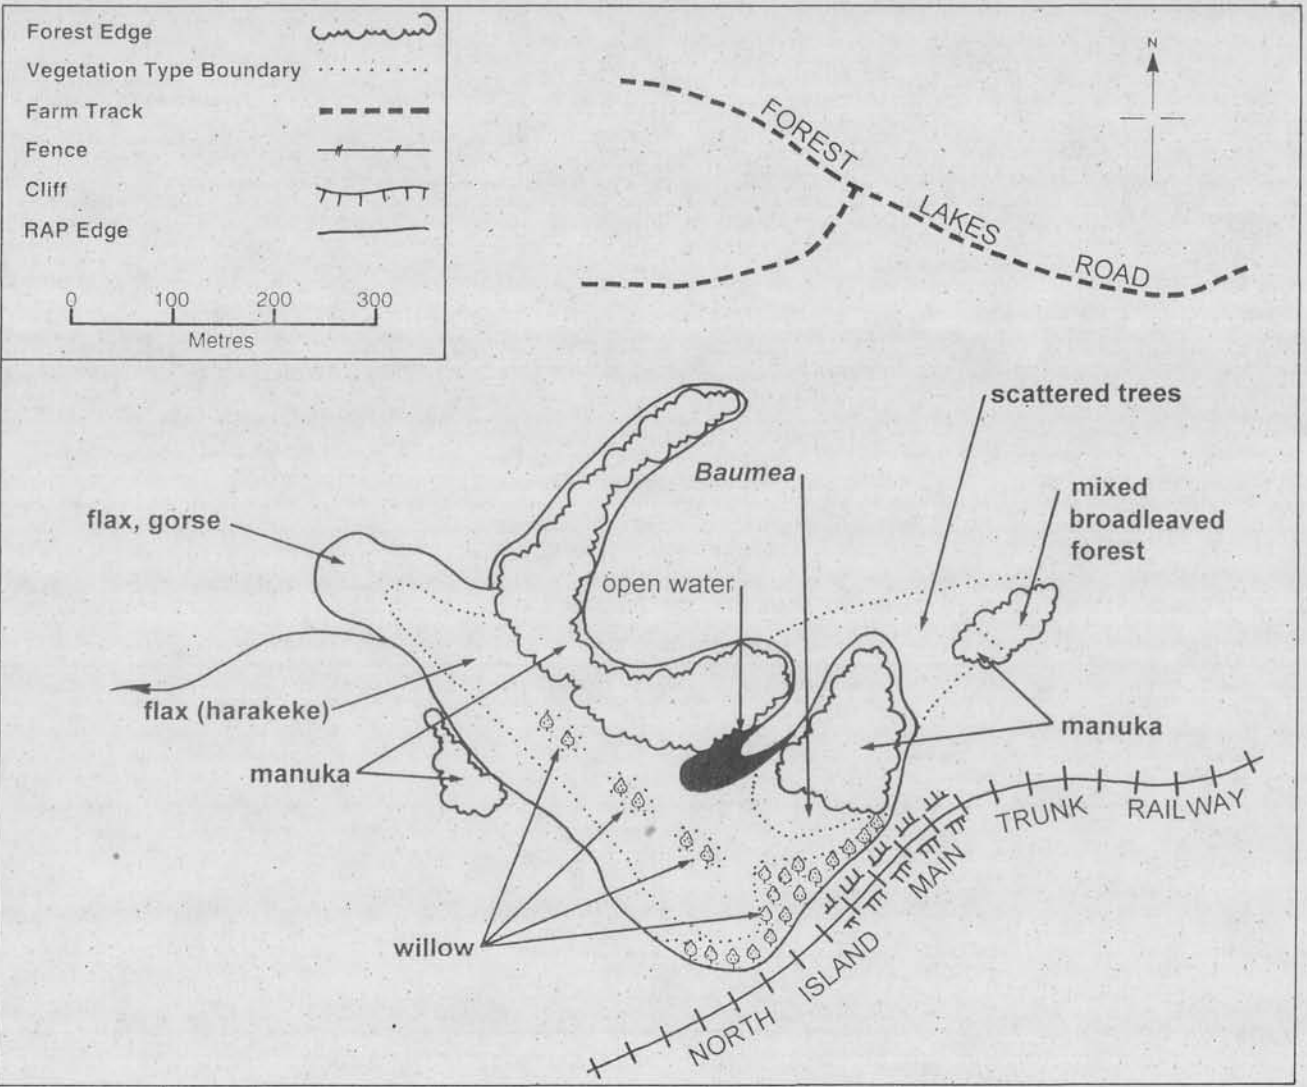 Forest Edge
Vegetation Type Boundary
Farm Track
Fence
Cliff
RAP Edge
0 100 200 300
Metres
N
FOREST LAKES ROAD
scattered trees
Baumea
mixed
broadleaved
forest
flax, gorse
open water
flax (harakeke)
manuka
manuka
willow
NORTH ISLAND MAIN TRUNK RAILWAY